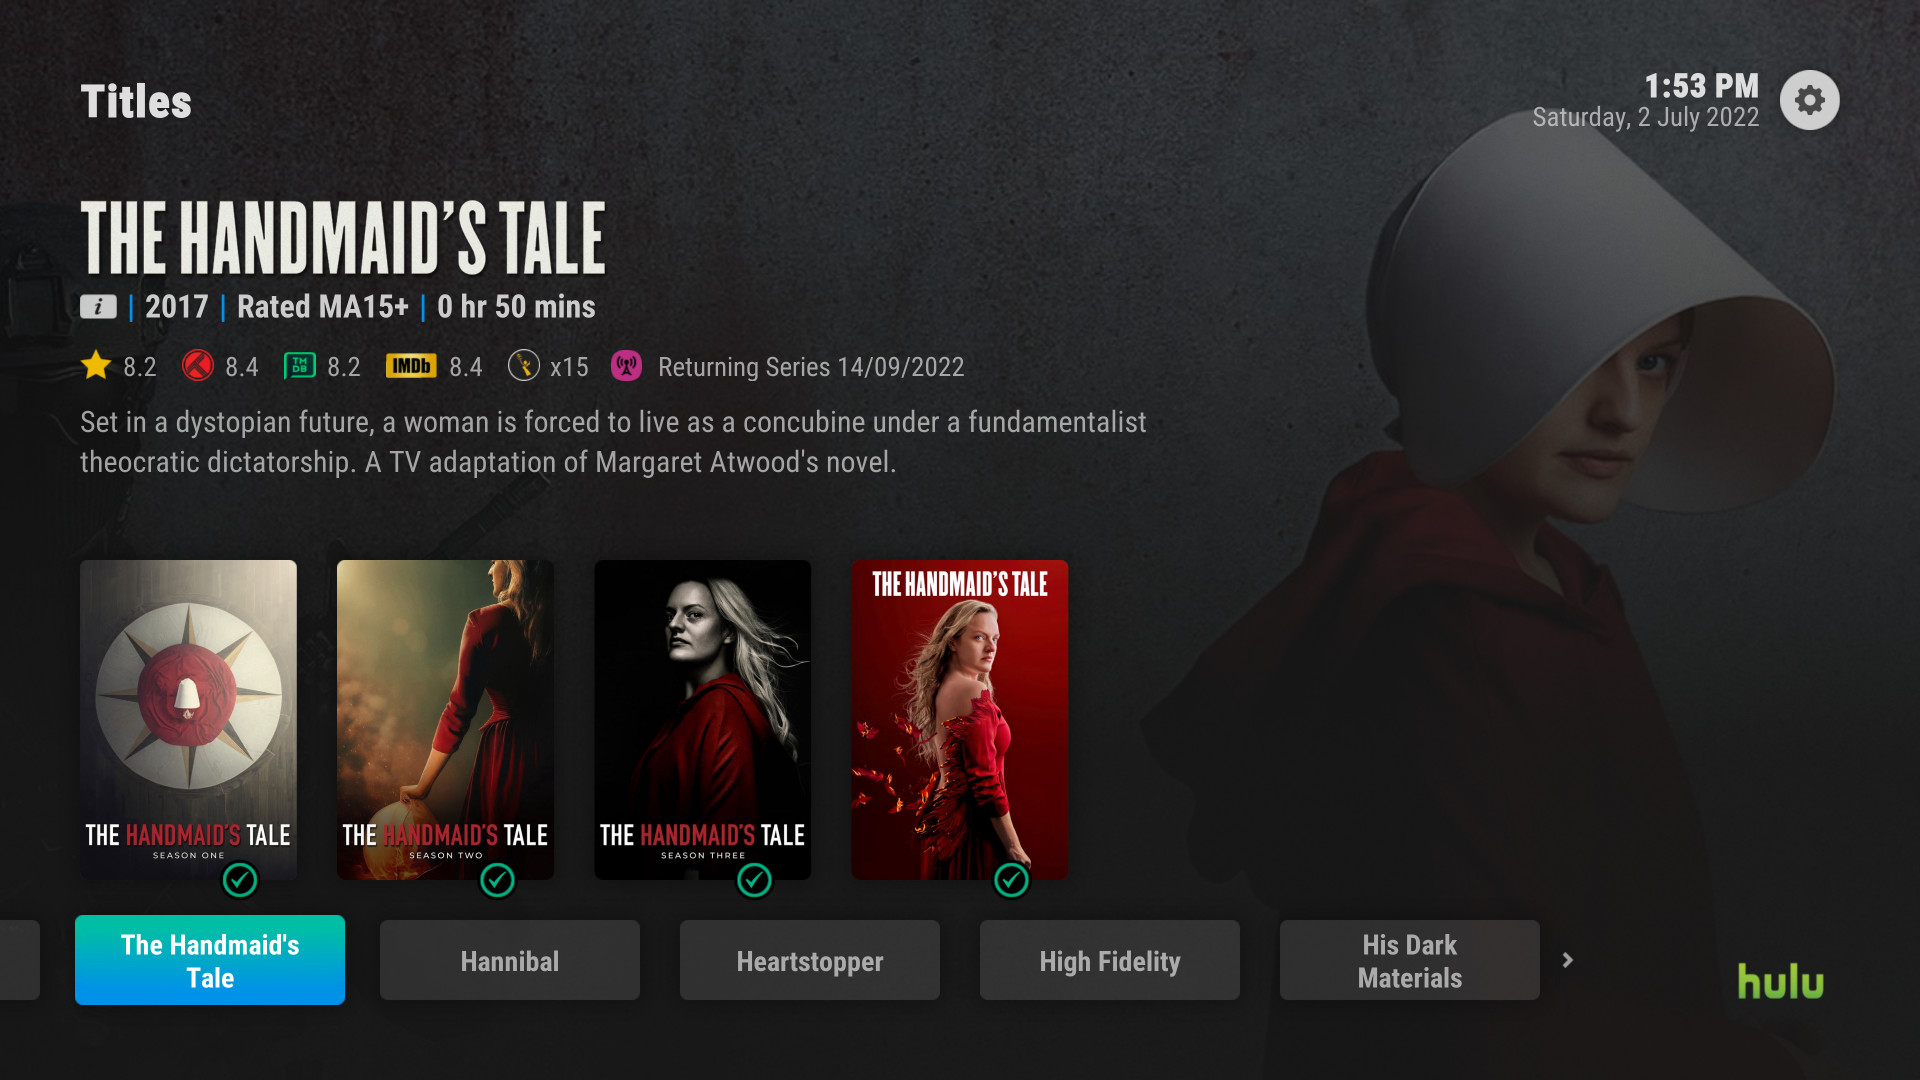 Titles
1:53 PM
Saturday, 2 July 2022
THE HANDMAID'S TALE
i | 2017 | Rated MA15+ | 0 hr 50 mins
8.2 8.4 TMDB 8.2 IMDb 8.4 x15 Returning Series 14/09/2022
Set in a dystopian future, a woman is forced to live as a concubine under a fundamentalist
theocratic dictatorship. A TV adaptation of Margaret Atwood's novel.
THE HANDMAID'S TALE
SEASON ONE
THE HANDMAID'S TALE
SEASON TWO
THE HANDMAID'S TALE
SEASON THREE
THE HANDMAID'S TALE
The Handmaid's
Tale
Hannibal
Heartstopper
High Fidelity
His Dark
Materials
hulu